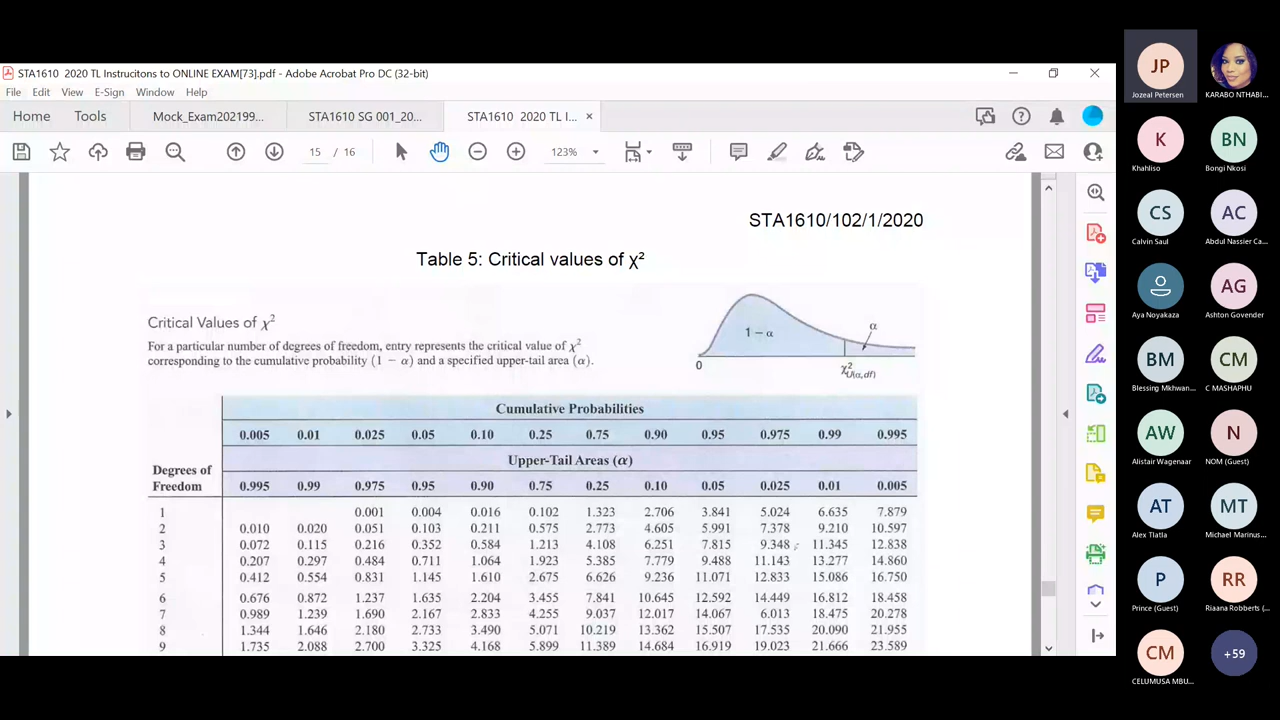 STA1610 2020 TL Instrucitons to ONLINE EXAM[73].pdf - Adobe Acrobat Pro DC (32-bit)
File Edit View E-Sign Window Help
Home Tools Mock_Exam202199... STA1610 SG 001_20... STA1610 2020 TL I... ×
15 / 16 123%
STA1610/102/1/2020
Table 5: Critical values of χ²
Critical Values of χ²
For a particular number of degrees of freedom, entry represents the critical value of χ²
corresponding to the cumulative probability (1 − α) and a specified upper-tail area (α).
1 − α
α
0
χ²U(α,df)
Cumulative Probabilities
0.005 0.01 0.025 0.05 0.10 0.25 0.75 0.90 0.95 0.975 0.99 0.995
Upper-Tail Areas (α)
Degrees of
Freedom 0.995 0.99 0.975 0.95 0.90 0.75 0.25 0.10 0.05 0.025 0.01 0.005
1 0.001 0.004 0.016 0.102 1.323 2.706 3.841 5.024 6.635 7.879
2 0.010 0.020 0.051 0.103 0.211 0.575 2.773 4.605 5.991 7.378 9.210 10.597
3 0.072 0.115 0.216 0.352 0.584 1.213 4.108 6.251 7.815 9.348 11.345 12.838
4 0.207 0.297 0.484 0.711 1.064 1.923 5.385 7.779 9.488 11.143 13.277 14.860
5 0.412 0.554 0.831 1.145 1.610 2.675 6.626 9.236 11.071 12.833 15.086 16.750
6 0.676 0.872 1.237 1.635 2.204 3.455 7.841 10.645 12.592 14.449 16.812 18.458
7 0.989 1.239 1.690 2.167 2.833 4.255 9.037 12.017 14.067 6.013 18.475 20.278
8 1.344 1.646 2.180 2.733 3.490 5.071 10.219 13.362 15.507 17.535 20.090 21.955
9 1.735 2.088 2.700 3.325 4.168 5.899 11.389 14.684 16.919 19.023 21.666 23.589
JP
Jozeal Petersen
KARABO NTHABI...
K
Khahliso
BN
Bongi Nkosi
CS
Calvin Saul
AC
Abdul Nassier Ca...
Aya Noyakaza
AG
Ashton Govender
BM
Blessing Mkhwan...
CM
C MASHAPHU
AW
Alistair Wagenaar
N
NOM (Guest)
AT
Alex Tlatla
MT
Michael Marinus...
P
Prince (Guest)
RR
Riaana Robberts (...
CM
CELUMUSA MBU...
+59